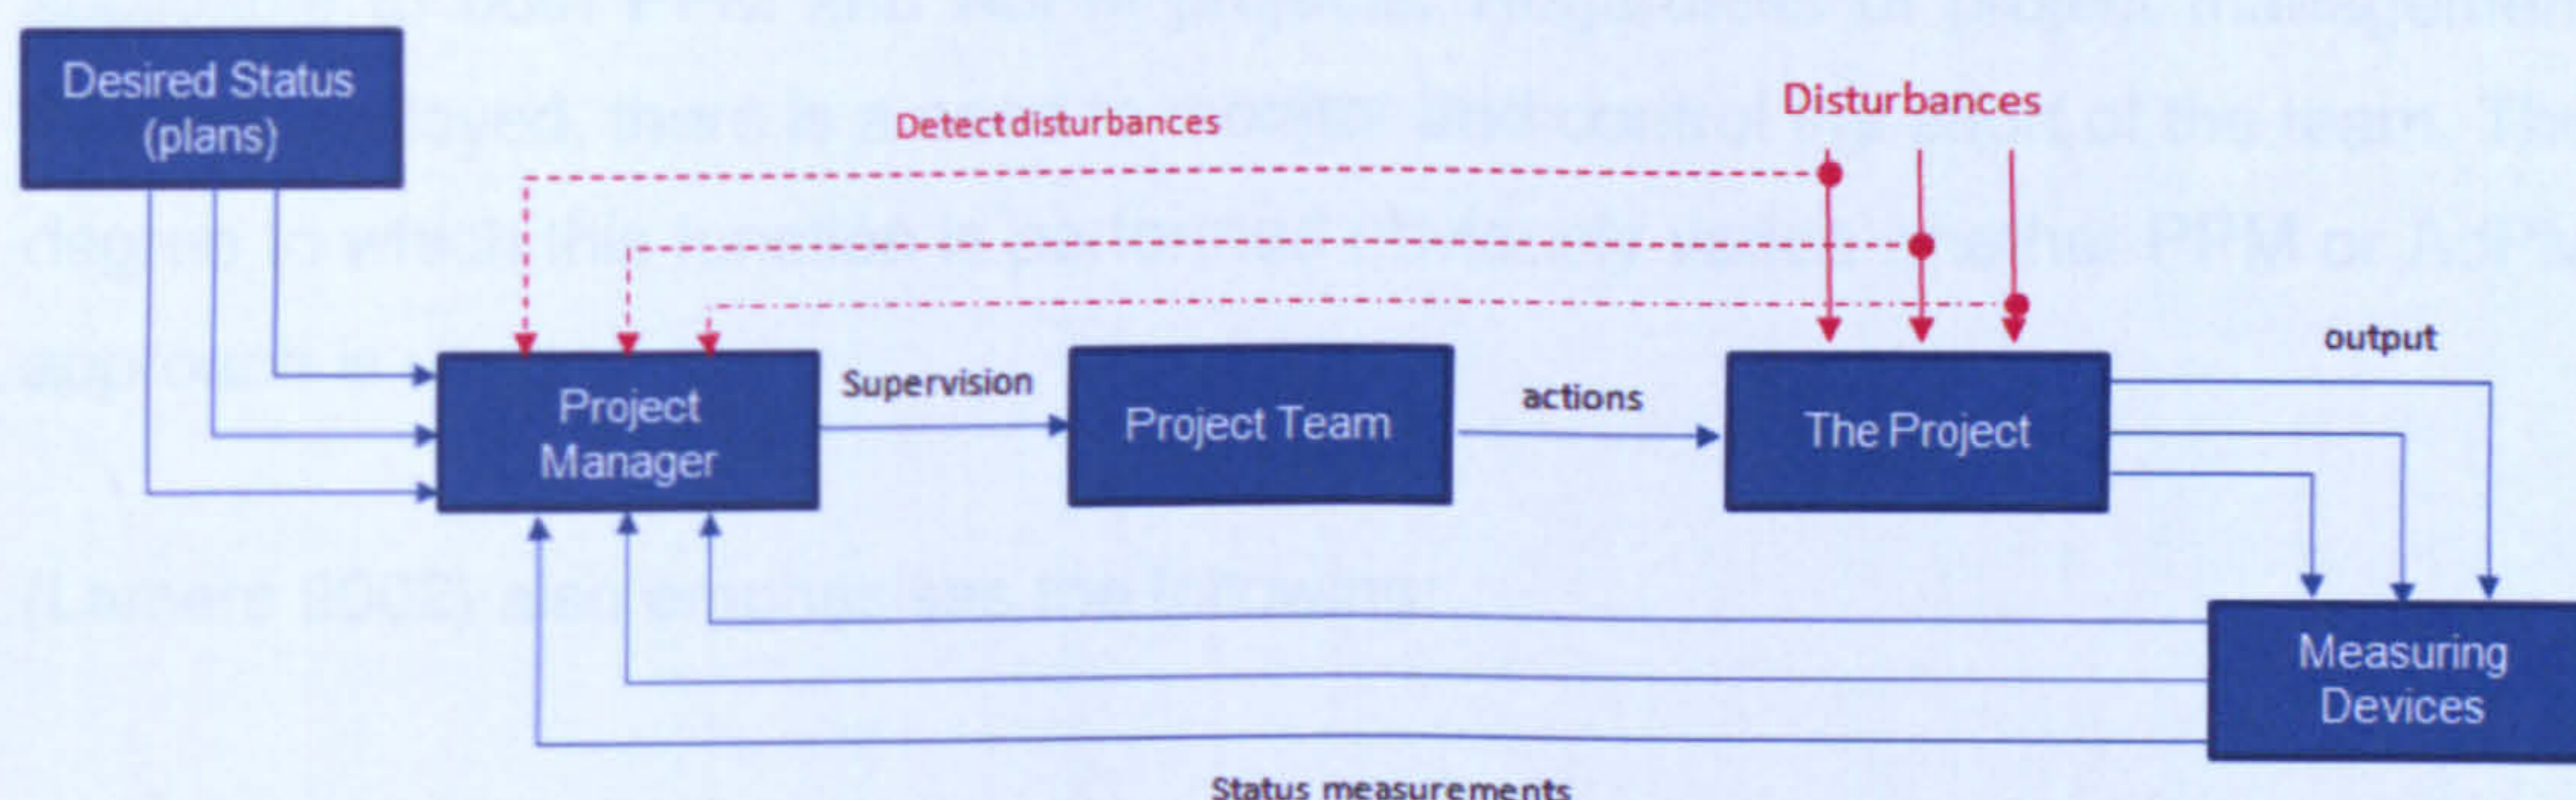 Desired Status
(plans)
Detect disturbances
Disturbances
Project
Manager
Supervision
Project Team
actions
The Project
output
Measuring
Devices
Status measurements